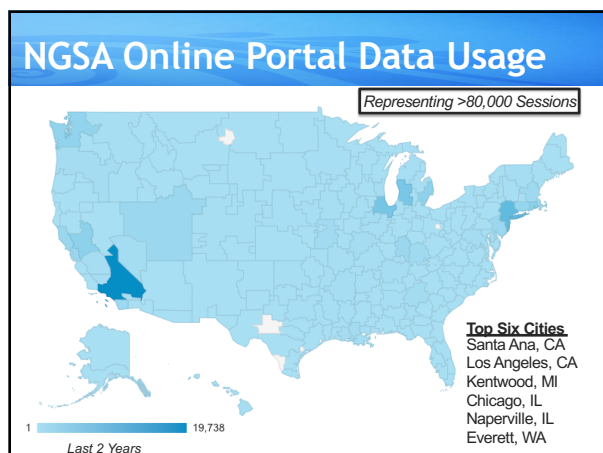 NGSA Online Portal Data Usage
Representing >80,000 Sessions
Top Six Cities
Santa Ana, CA
Los Angeles, CA
Kentwood, MI
Chicago, IL
Naperville, IL
Everett, WA
1 19,738
Last 2 Years